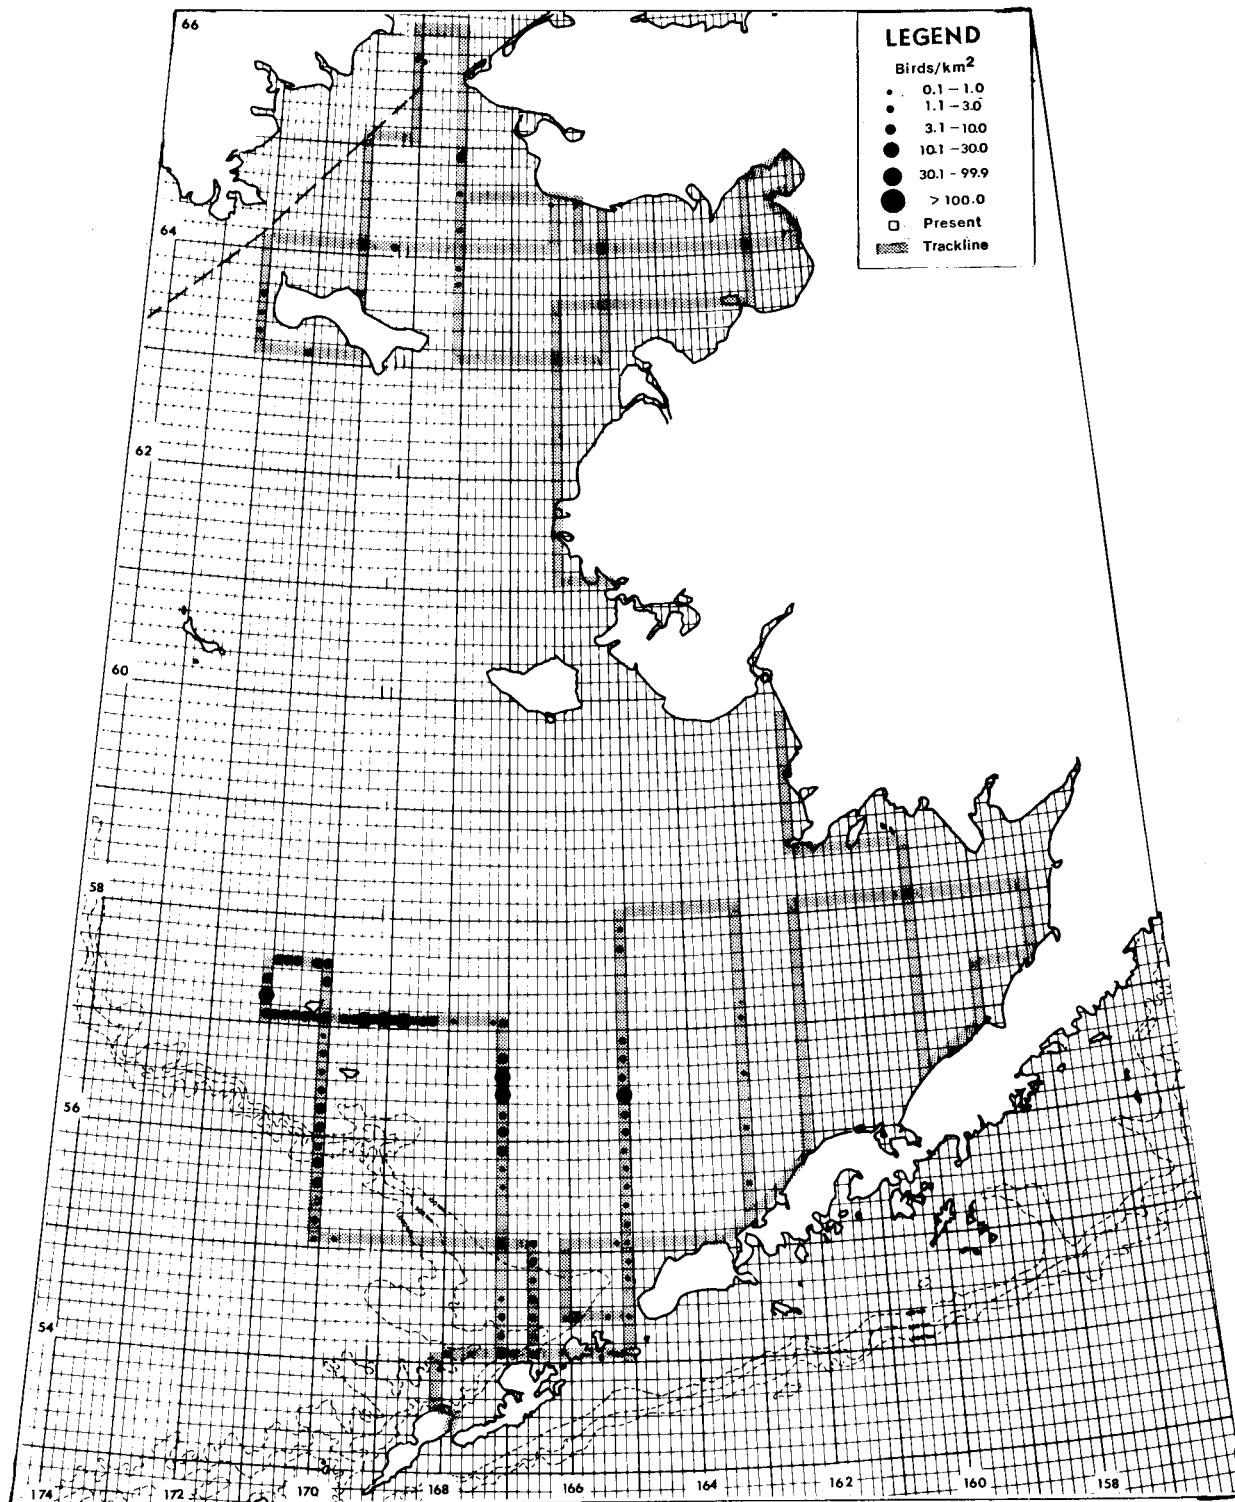 66
LEGEND
Birds/km²
0.1 – 1.0
1.1 – 3.0
3.1 – 10.0
10.1 – 30.0
30.1 – 99.9
> 100.0
Present
Trackline
64
62
60
58
56
54
174 172 170 168 166 164 162 160 158